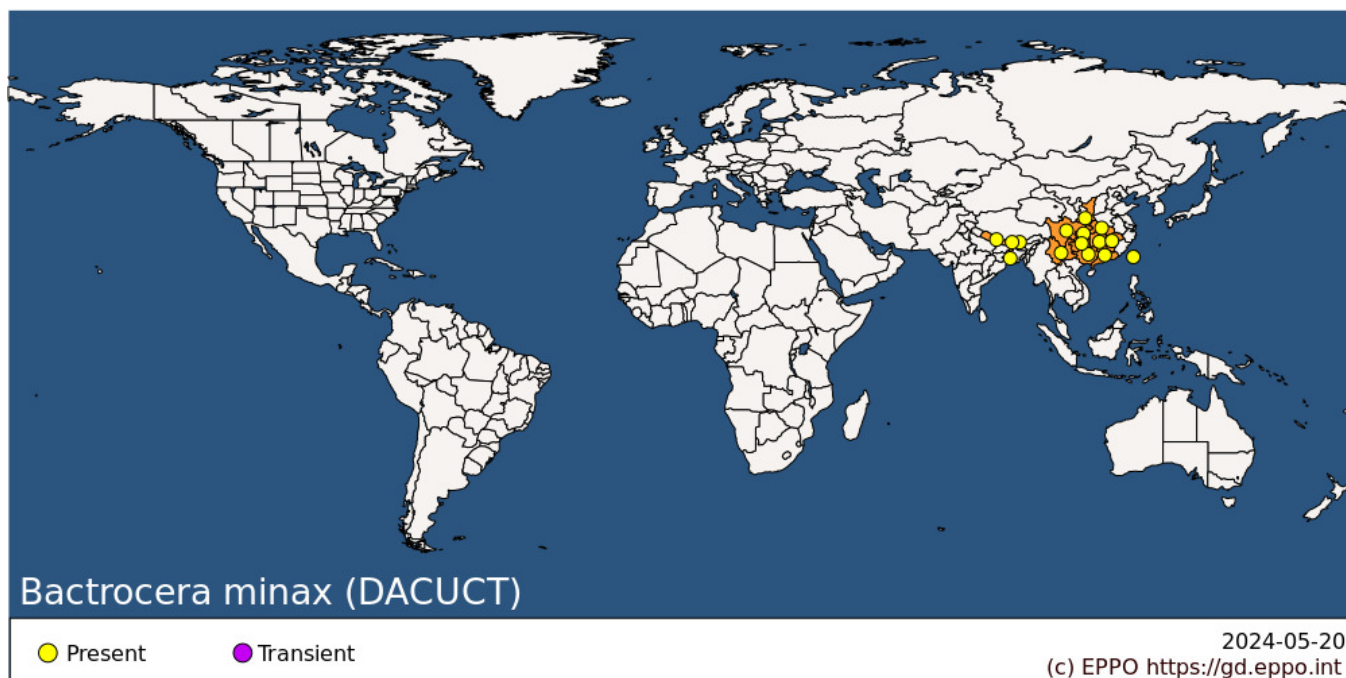 Bactrocera minax (DACUCT)
Present
Transient
2024-05-20
(c) EPPO https://gd.eppo.int